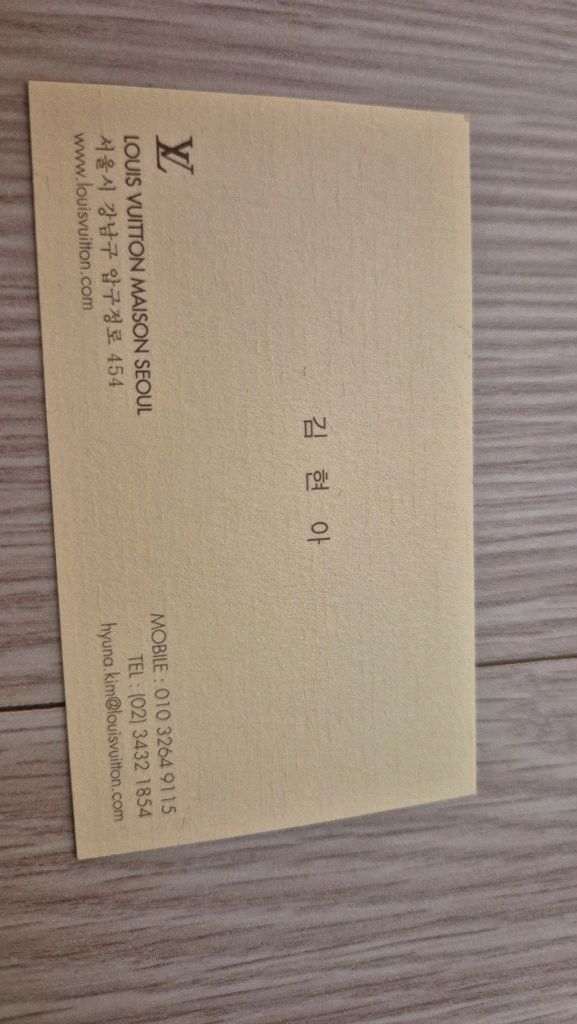 김 현 아
LV
LOUIS VUITTON MAISON SEOUL
서울시 강남구 압구정로 454
www.louisvuitton.com
MOBILE : 010 3264 9115
TEL : (02) 3432 1854
hyuna.kim@louisvuitton.com